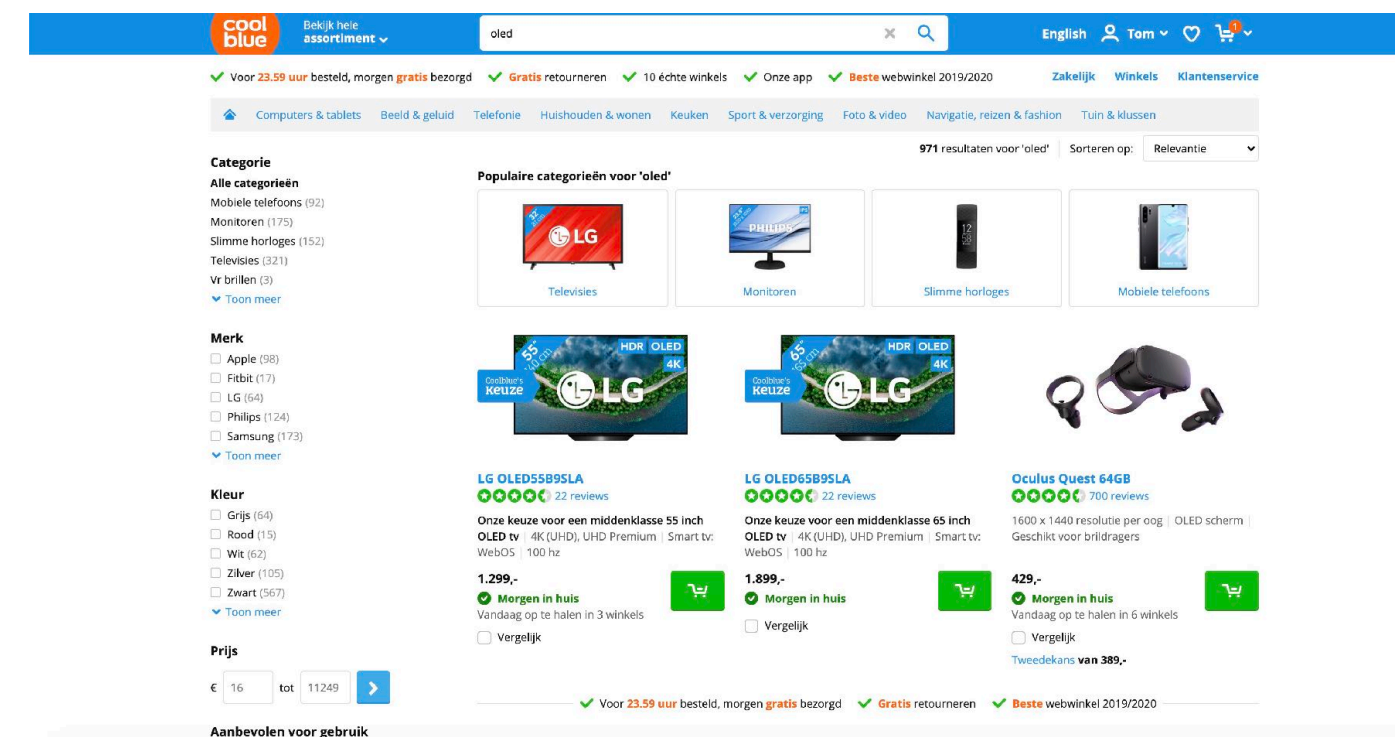 cool
blue
Bekijk hele
assortiment
oled
English
Tom
1
Voor 23.59 uur besteld, morgen gratis bezorgd
Gratis retourneren
10 échte winkels
Onze app
Beste webwinkel 2019/2020
Zakelijk
Winkels
Klantenservice
Computers & tablets
Beeld & geluid
Telefonie
Huishouden & wonen
Keuken
Sport & verzorging
Foto & video
Navigatie, reizen & fashion
Tuin & klussen
971 resultaten voor 'oled'
Sorteren op:
Relevantie
Categorie
Alle categorieën
Mobiele telefoons (92)
Monitoren (175)
Slimme horloges (152)
Televisies (321)
Vr brillen (3)
Toon meer
Merk
Apple (98)
Fitbit (17)
LG (64)
Philips (124)
Samsung (173)
Toon meer
Kleur
Grijs (64)
Rood (15)
Wit (62)
Zilver (105)
Zwart (567)
Toon meer
Prijs
€ 16 tot 11249
Aanbevolen voor gebruik
Populaire categorieën voor 'oled'
32"
LG
Televisies
PHILIPS
Monitoren
12
Slimme horloges
Mobiele telefoons
55"
140 cm
HDR OLED
4K
Coolblue's
Keuze
LG
LG OLED55B9SLA
22 reviews
Onze keuze voor een middenklasse 55 inch
OLED tv | 4K (UHD), UHD Premium | Smart tv:
WebOS | 100 hz
1.299,-
Morgen in huis
Vandaag op te halen in 3 winkels
Vergelijk
65"
165 cm
HDR OLED
4K
Coolblue's
Keuze
LG
LG OLED65B9SLA
22 reviews
Onze keuze voor een middenklasse 65 inch
OLED tv | 4K (UHD), UHD Premium | Smart tv:
WebOS | 100 hz
1.899,-
Morgen in huis
Vergelijk
Oculus Quest 64GB
700 reviews
1600 x 1440 resolutie per oog | OLED scherm |
Geschikt voor brildragers
429,-
Morgen in huis
Vandaag op te halen in 6 winkels
Vergelijk
Tweedekans van 389,-
Voor 23.59 uur besteld, morgen gratis bezorgd
Gratis retourneren
Beste webwinkel 2019/2020